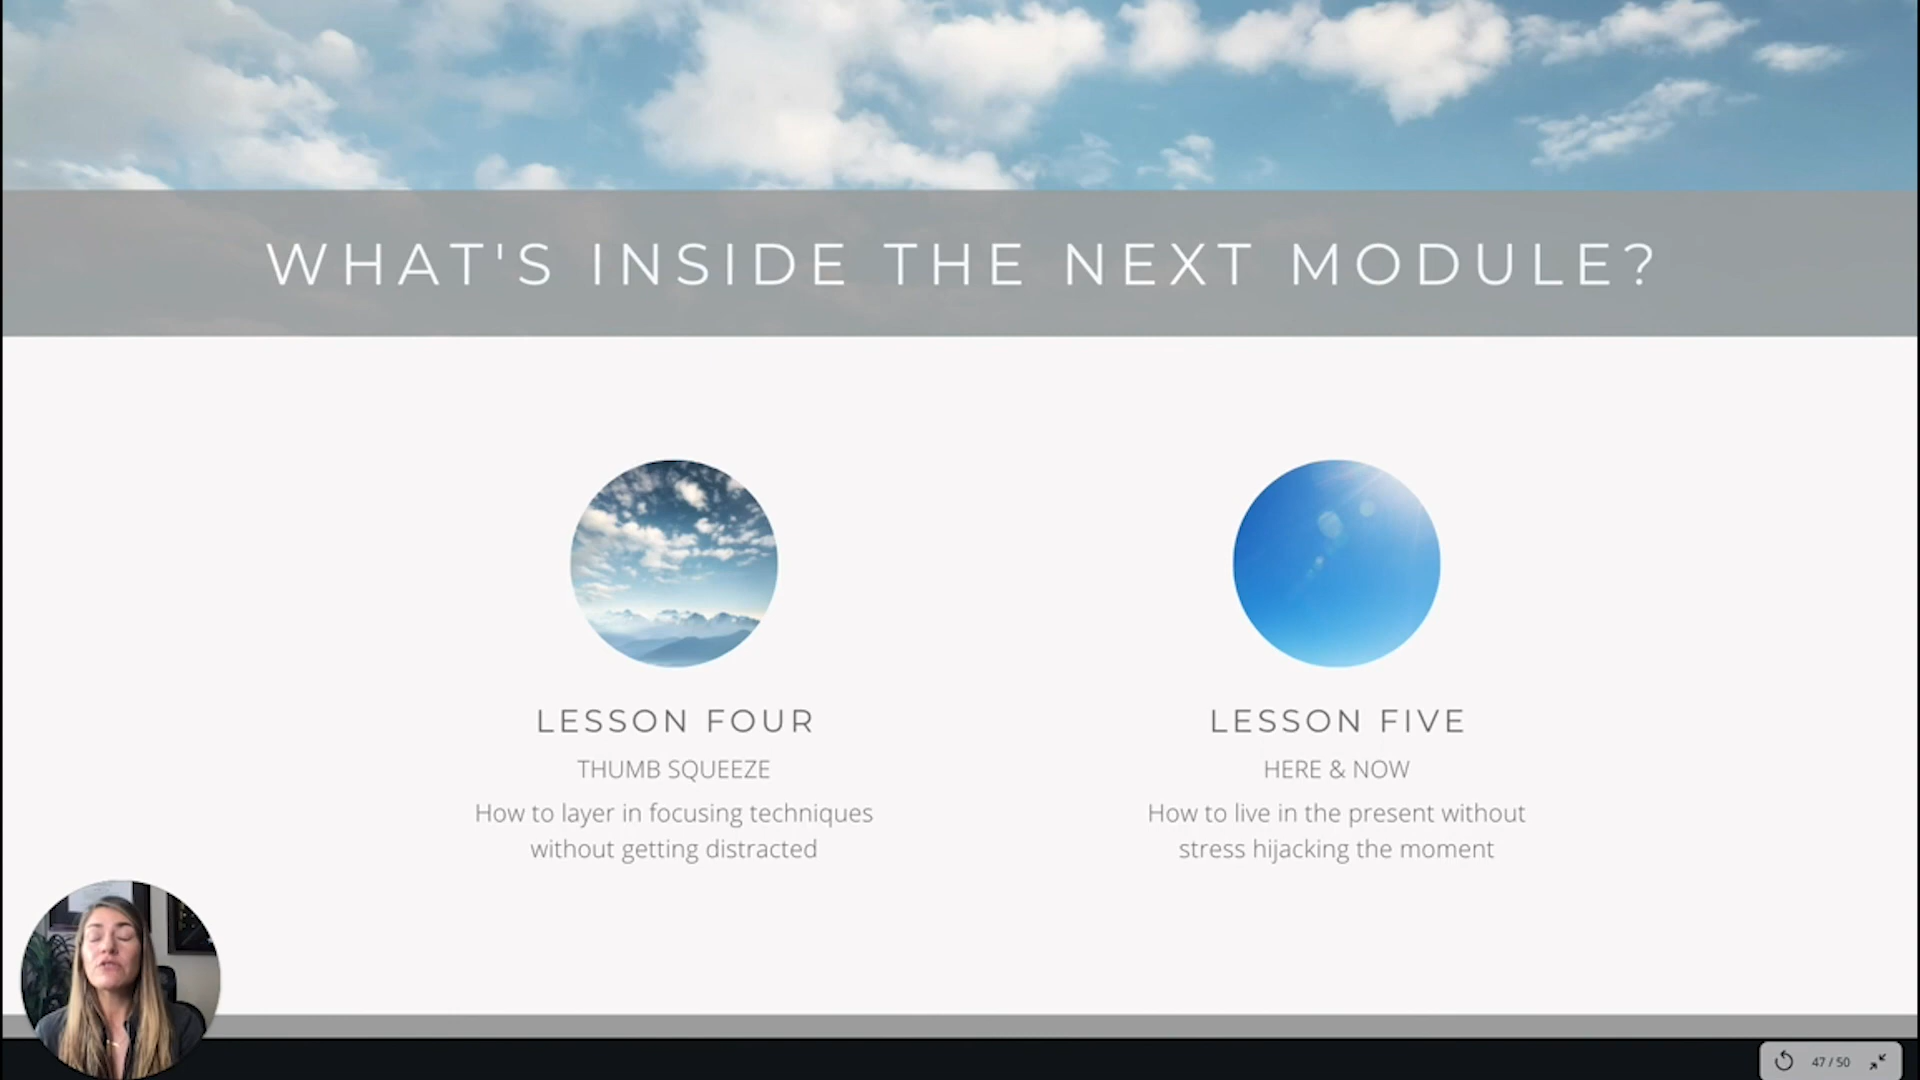 WHAT'S INSIDE THE NEXT MODULE?
LESSON FOUR
THUMB SQUEEZE
How to layer in focusing techniques
without getting distracted
LESSON FIVE
HERE & NOW
How to live in the present without
stress hijacking the moment
47 / 50